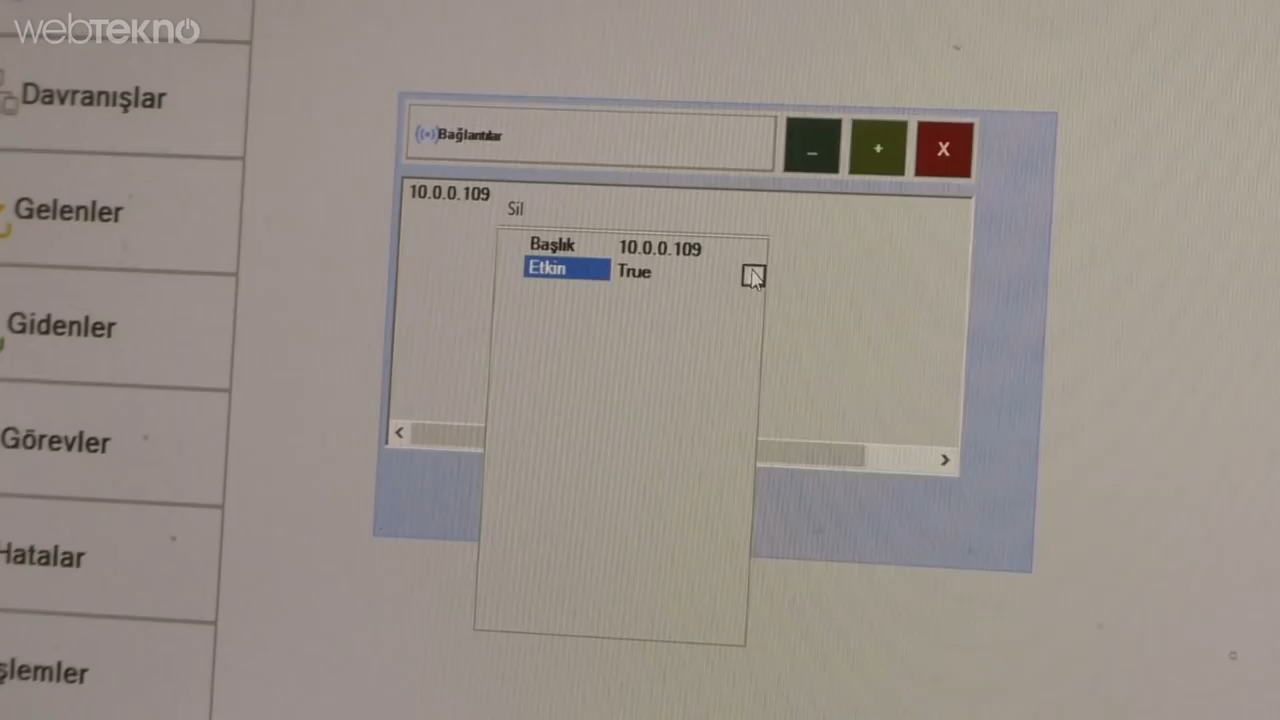 webTEKNO
Davranışlar
Gelenler
Gidenler
Görevler
Hatalar
şlemler
Bağlantılar
_
+
X
10.0.0.109
Sil
Başlık 10.0.0.109
Etkin True